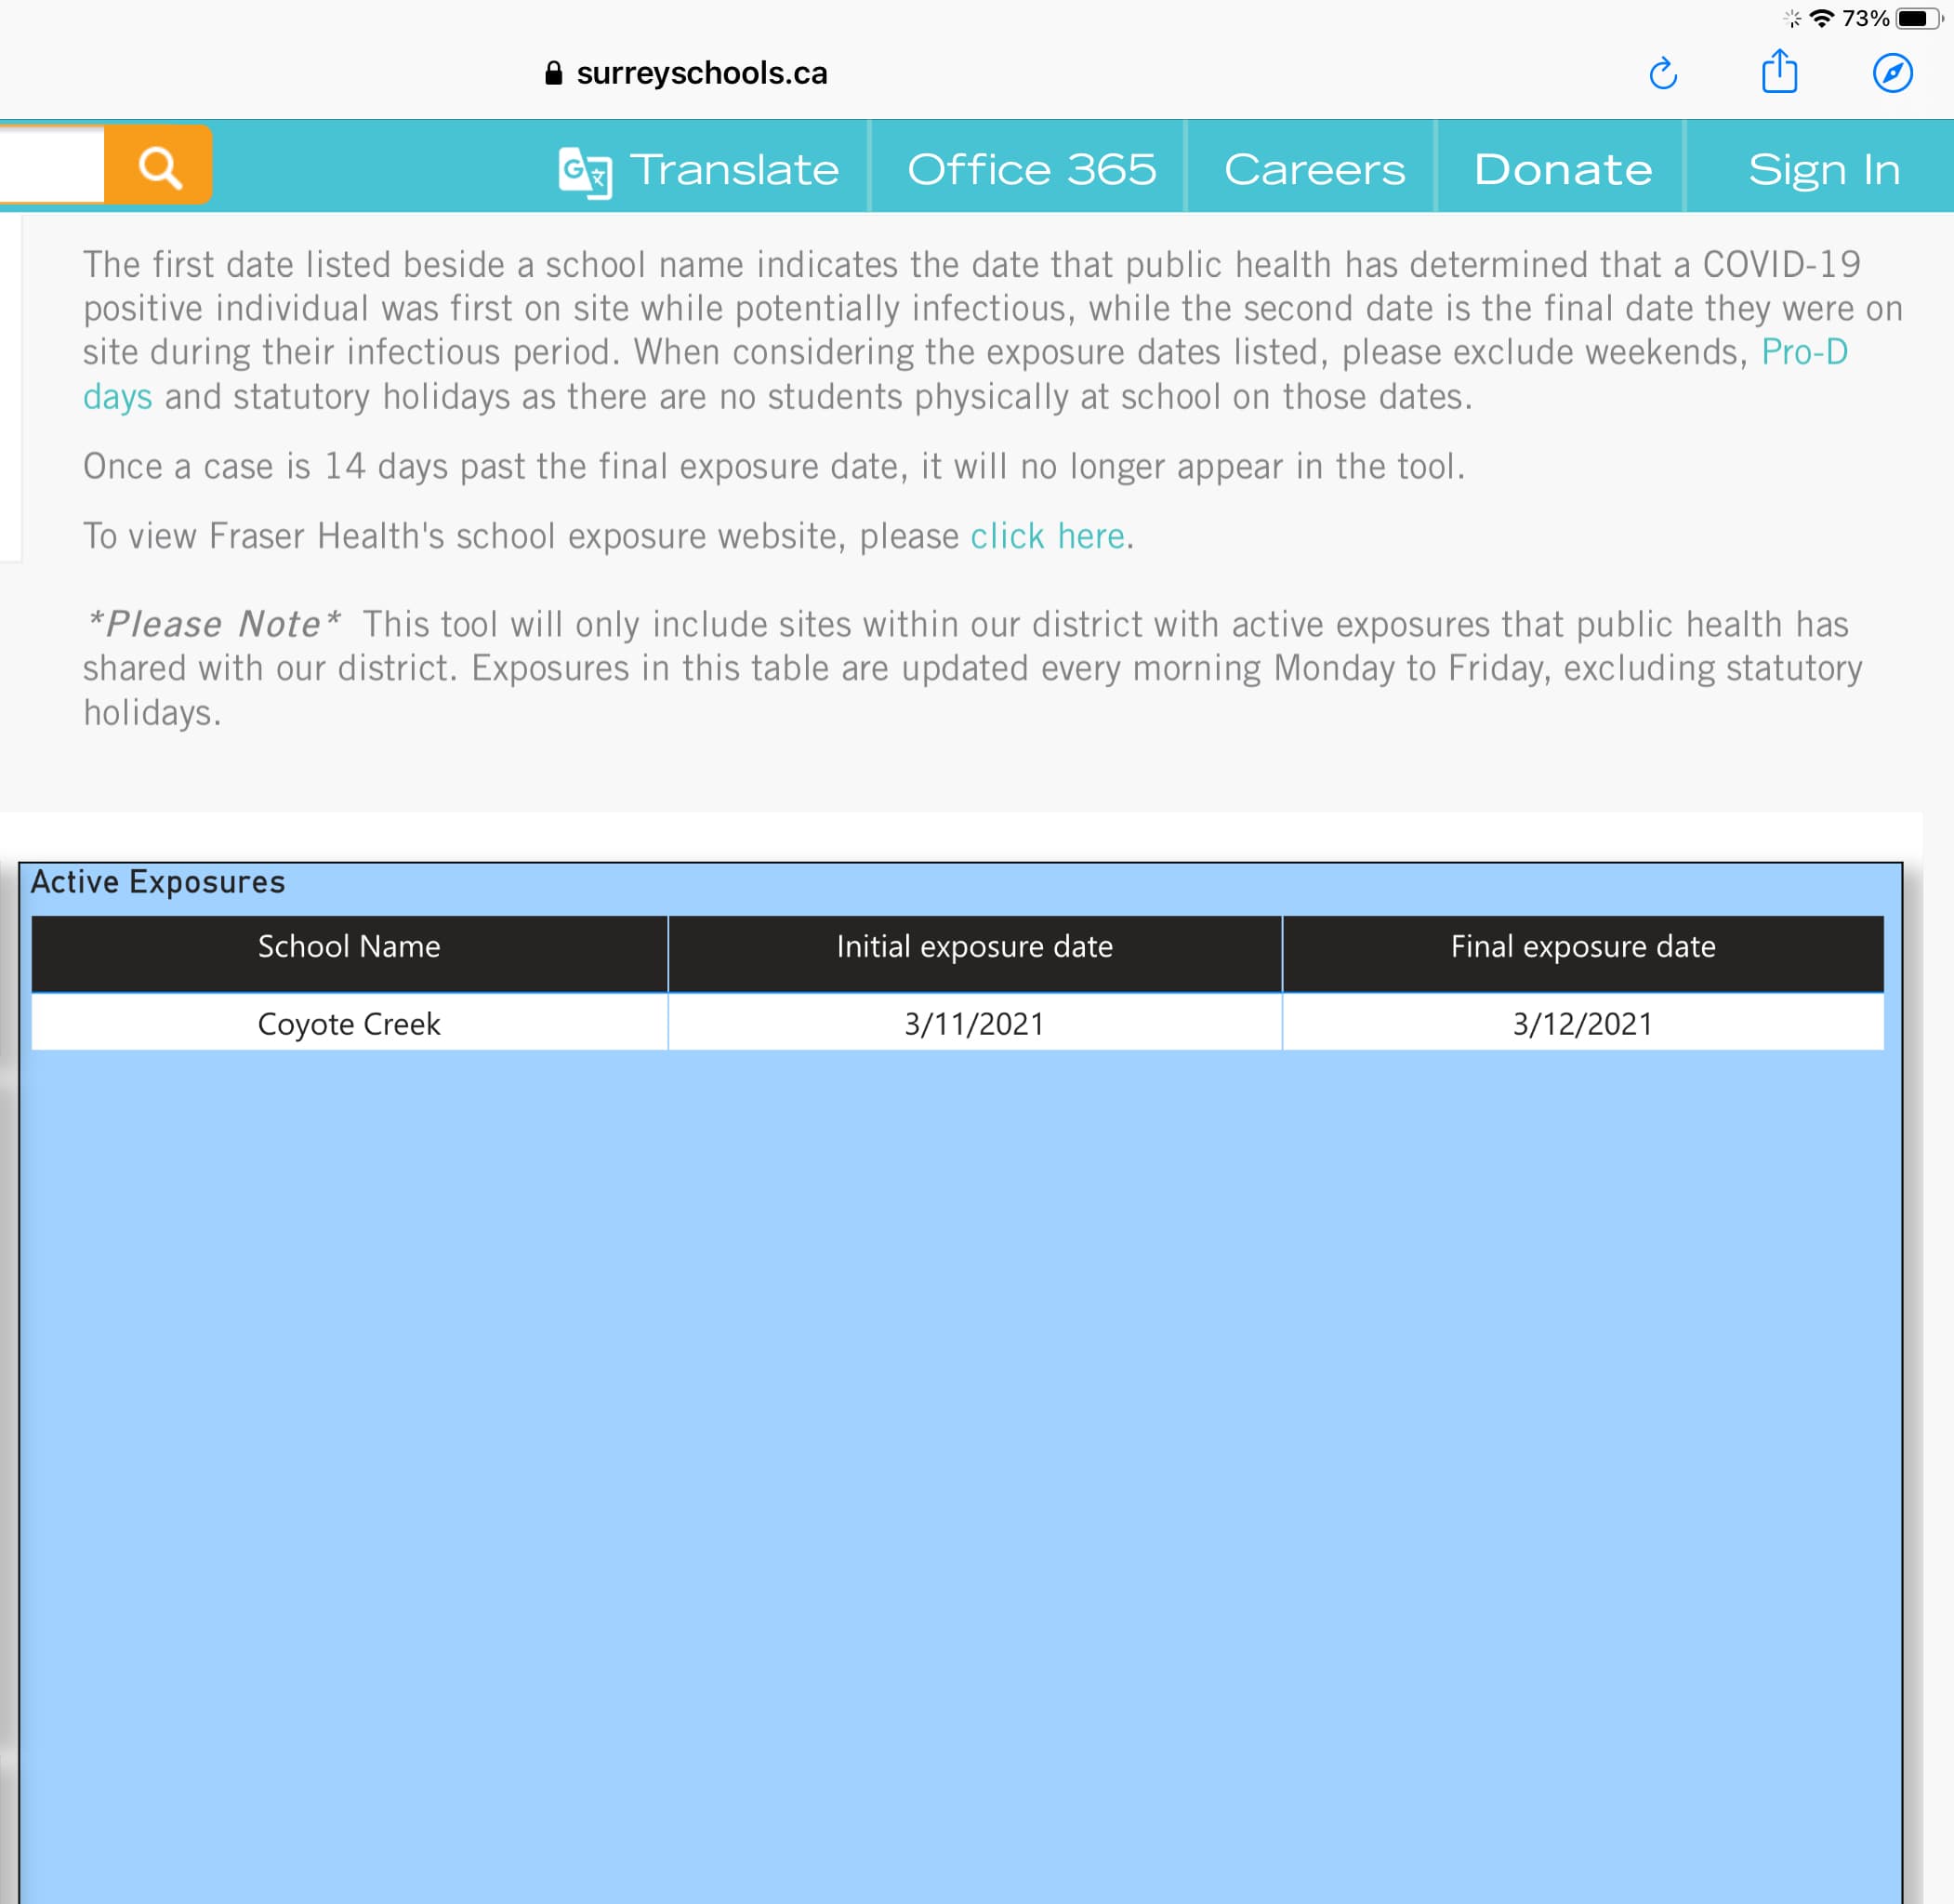 73%
surreyschools.ca
Translate Office 365 Careers Donate Sign In
The first date listed beside a school name indicates the date that public health has determined that a COVID-19
positive individual was first on site while potentially infectious, while the second date is the final date they were on
site during their infectious period. When considering the exposure dates listed, please exclude weekends, Pro-D
days and statutory holidays as there are no students physically at school on those dates.
Once a case is 14 days past the final exposure date, it will no longer appear in the tool.
To view Fraser Health's school exposure website, please click here.
*Please Note* This tool will only include sites within our district with active exposures that public health has
shared with our district. Exposures in this table are updated every morning Monday to Friday, excluding statutory
holidays.
Active Exposures
School Name Initial exposure date Final exposure date
Coyote Creek 3/11/2021 3/12/2021